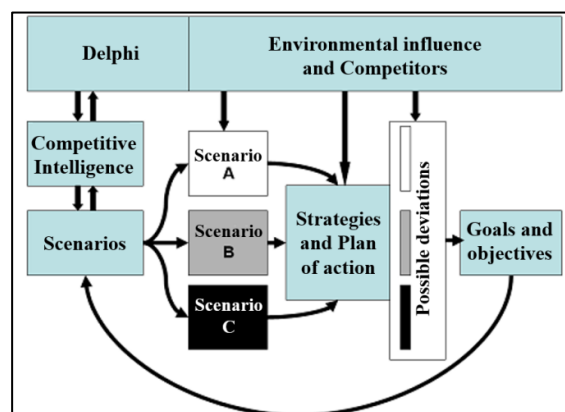 Delphi
Environmental influence
and Competitors
Competitive
Intelligence
Scenario
A
Scenarios
Scenario
B
Scenario
C
Strategies
and Plan
of action
Possible deviations
Goals and
objectives